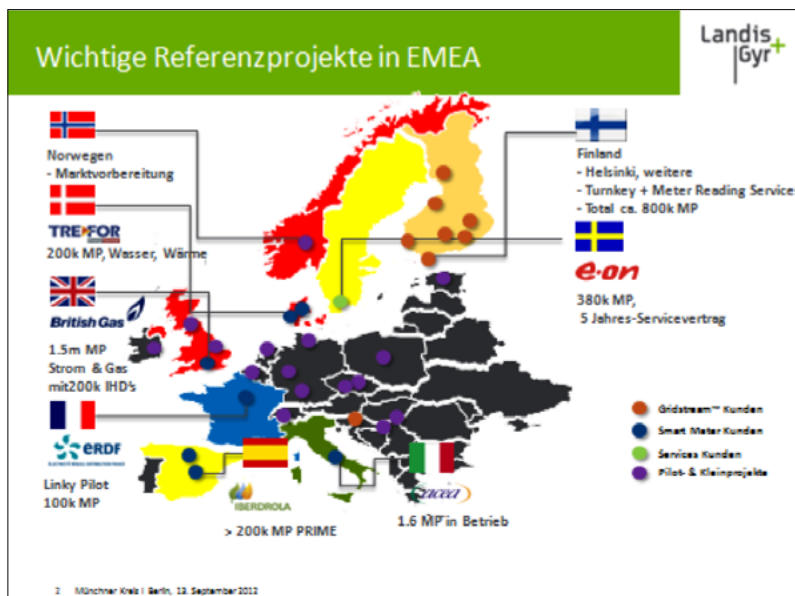 Wichtige Referenzprojekte in EMEA
Landis+
Gyr
Norwegen
- Marktvorbereitung
TREFOR
200k MP, Wasser, Wärme
British Gas
1.5m MP
Strom & Gas
mit200k IHD's
eRDF
Linky Pilot
100k MP
IBERDROLA
> 200k MP PRIME
acea
1.6 MP in Betrieb
Finland
- Helsinki, weitere
- Turnkey + Meter Reading Service
- Total ca. 800k MP
e·on
380k MP,
5 Jahres-Servicevertrag
Gridstream™ Kunden
Smart Meter Kunden
Services Kunden
Pilot- & Kleinprojekte
2 Münchner Kreis I Berlin, 13. September 2012